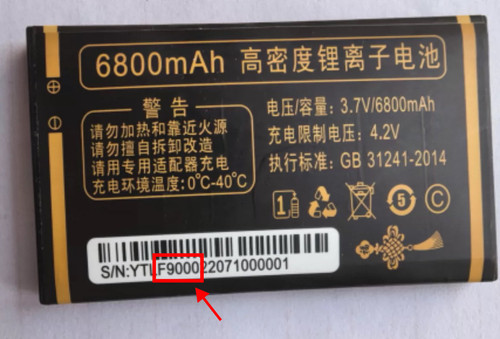 6800mAh 高密度锂离子电池
警告
请勿加热和靠近火源
请勿擅自拆卸改造
请用专用适配器充电
充电环境温度：0°C-40°C
电压/容量：3.7V/6800mAh
充电限制电压：4.2V
执行标准：GB 31241-2014
1
5
C
S/N:YTLF900022071000001